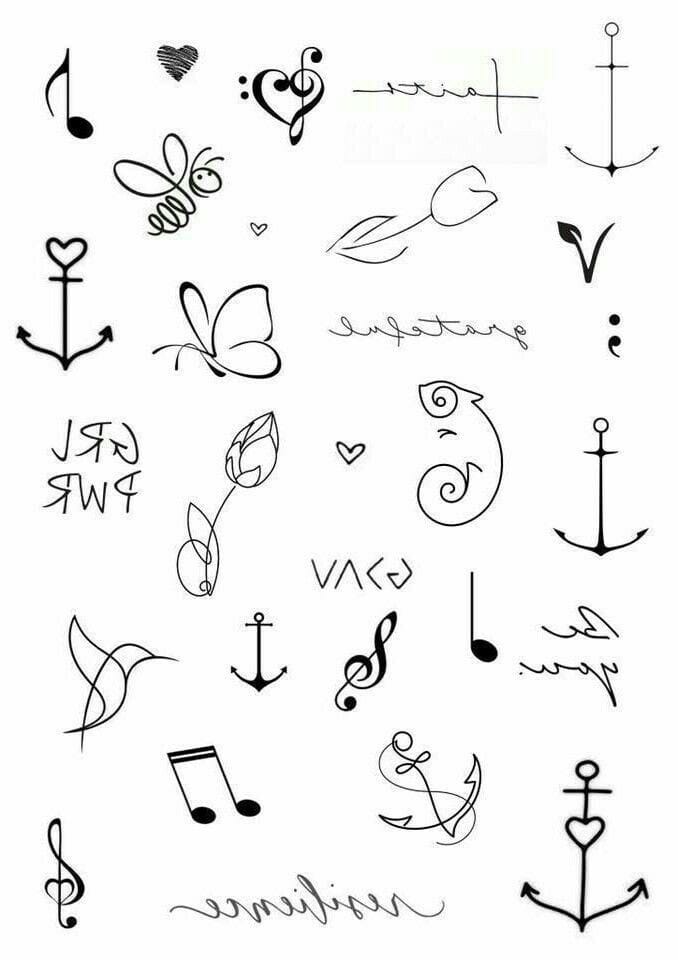 faith
grateful
;
GRL
PWR
G>∧∨
be
you.
resilience